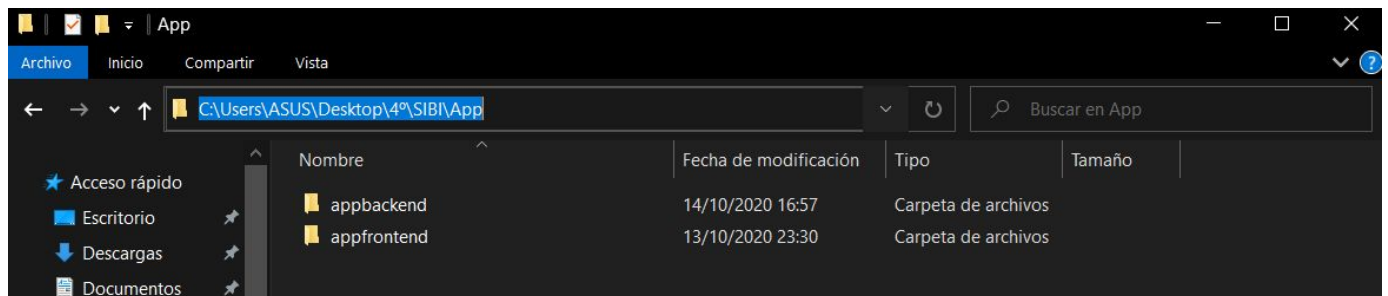 App
Archivo Inicio Compartir Vista
C:\Users\ASUS\Desktop\4º\SIBI\App Buscar en App
Nombre Fecha de modificación Tipo Tamaño
Acceso rápido
appbackend 14/10/2020 16:57 Carpeta de archivos
Escritorio
appfrontend 13/10/2020 23:30 Carpeta de archivos
Descargas
Documentos